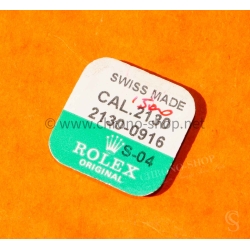 SWISS MADE
CAL.2130
2130-0916
S-04
ROLEX
ORIGINAL